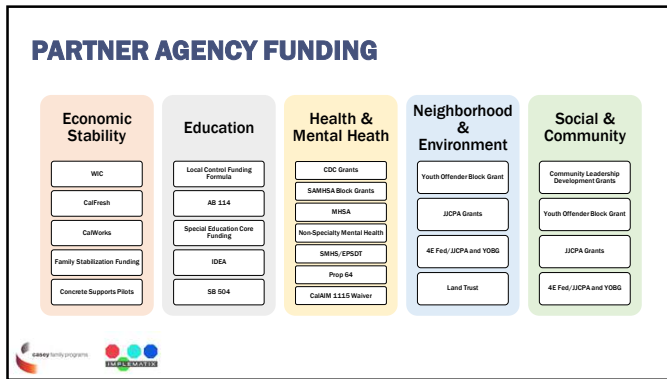 PARTNER AGENCY FUNDING
Economic
Stability
WIC
CalFresh
CalWorks
Family Stabilization Funding
Concrete Supports Pilots
Education
Local Control Funding
Formula
AB 114
Special Education Core
Funding
IDEA
SB 504
Health &
Mental Heath
CDC Grants
SAMHSA Block Grants
MHSA
Non-Specialty Mental Health
SMHS/EPSDT
Prop 64
CalAIM 1115 Waiver
Neighborhood
&
Environment
Youth Offender Block Grant
JJCPA Grants
4E Fed/JJCPA and YOBG
Land Trust
Social &
Community
Community Leadership
Development Grants
Youth Offender Block Grant
JJCPA Grants
4E Fed/JJCPA and YOBG
casey family programs
IMPLEMATIX